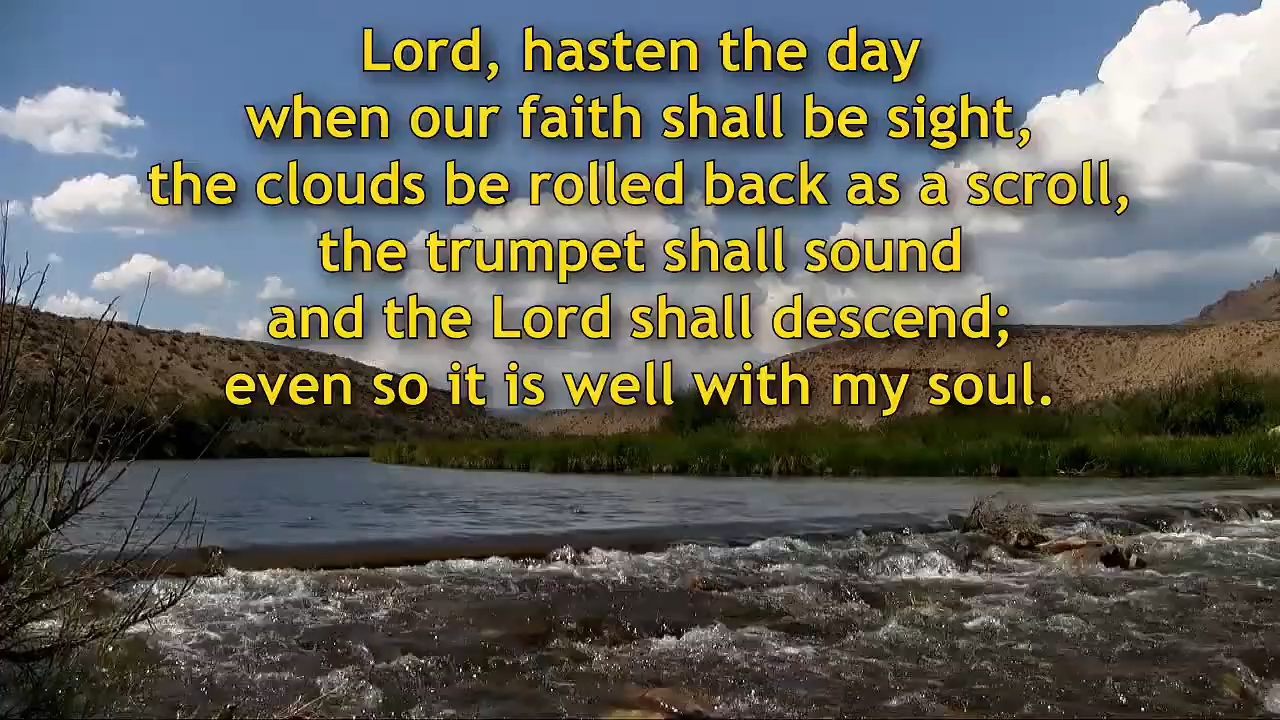 Lord, hasten the day
when our faith shall be sight,
the clouds be rolled back as a scroll,
the trumpet shall sound
and the Lord shall descend;
even so it is well with my soul.